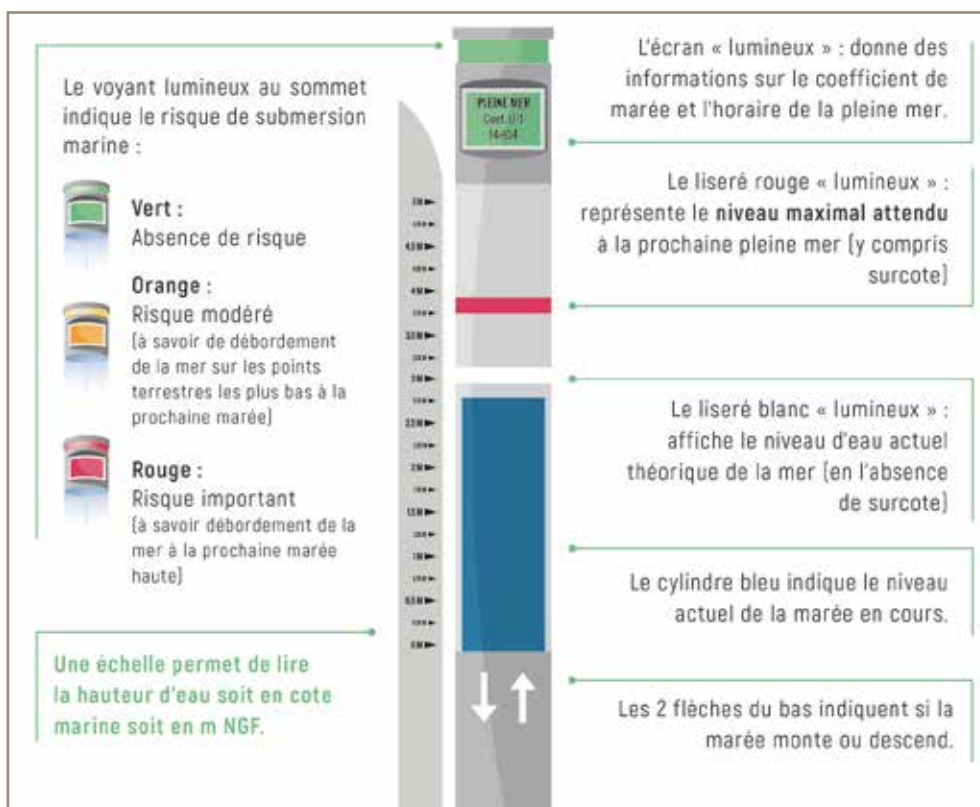 Le voyant lumineux au sommet
indique le risque de submersion
marine :
Vert :
Absence de risque
Orange :
Risque modéré
(à savoir de débordement
de la mer sur les points
terrestres les plus bas à la
prochaine marée)
Rouge :
Risque important
(à savoir débordement de la
mer à la prochaine marée
haute)
Une échelle permet de lire
la hauteur d'eau soit en cote
marine soit en m NGF.
PLEINE MER
Coef.
L'écran « lumineux » : donne des
informations sur le coefficient de
marée et l'horaire de la pleine mer.
Le liseré rouge « lumineux » :
représente le niveau maximal attendu
à la prochaine pleine mer (y compris
surcote)
Le liseré blanc « lumineux » :
affiche le niveau d'eau actuel
théorique de la mer (en l'absence
de surcote)
Le cylindre bleu indique le niveau
actuel de la marée en cours.
Les 2 flèches du bas indiquent si la
marée monte ou descend.